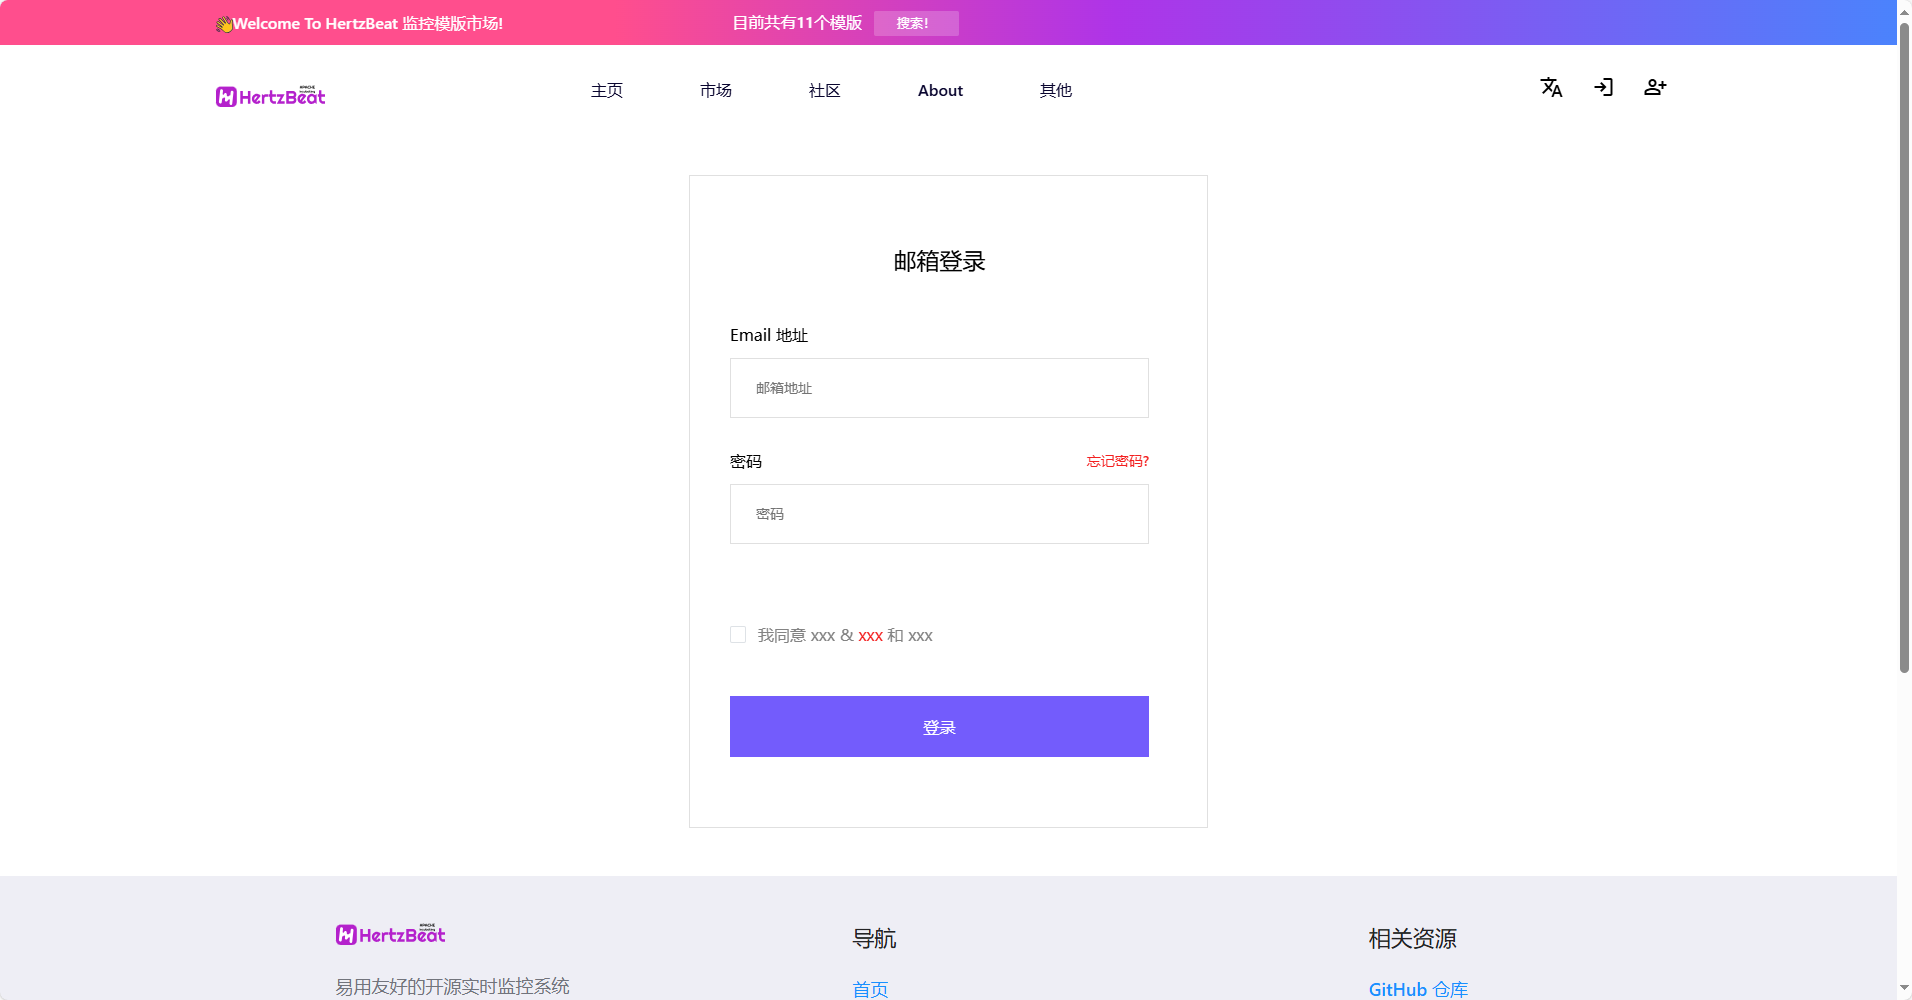 👋Welcome To HertzBeat 监控模版市场!
目前共有11个模版 搜索!
HertzBeat
主页 市场 社区 About 其他
邮箱登录
Email 地址
邮箱地址
密码 忘记密码?
密码
我同意 xxx & xxx 和 xxx
登录
HertzBeat
易用友好的开源实时监控系统
导航
首页
相关资源
GitHub 仓库